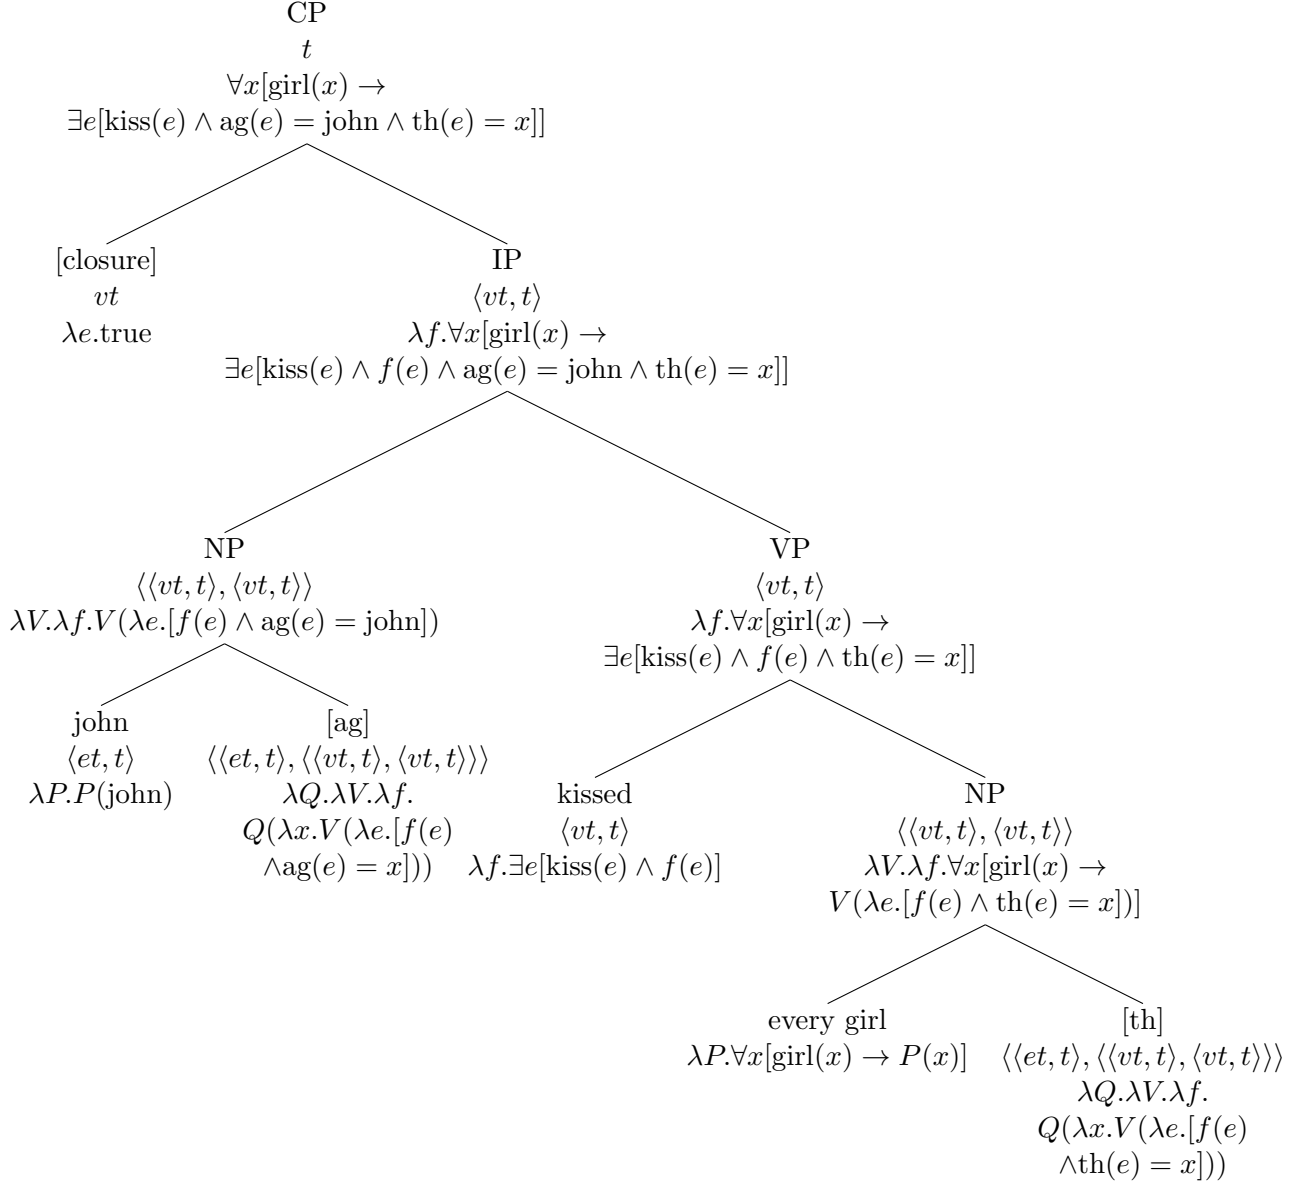 CP
t
∀x[girl(x) →
∃e[kiss(e) ∧ ag(e) = john ∧ th(e) = x]]
[closure]
vt
λe.true
IP
⟨vt, t⟩
λf.∀x[girl(x) →
∃e[kiss(e) ∧ f(e) ∧ ag(e) = john ∧ th(e) = x]]
NP
⟨⟨vt, t⟩, ⟨vt, t⟩⟩
λV.λf.V(λe.[f(e) ∧ ag(e) = john])
VP
⟨vt, t⟩
λf.∀x[girl(x) →
∃e[kiss(e) ∧ f(e) ∧ th(e) = x]]
john
⟨et, t⟩
λP.P(john)
[ag]
⟨⟨et, t⟩, ⟨⟨vt, t⟩, ⟨vt, t⟩⟩⟩
λQ.λV.λf.
Q(λx.V(λe.[f(e)
∧ag(e) = x]))
kissed
⟨vt, t⟩
λf.∃e[kiss(e) ∧ f(e)]
NP
⟨⟨vt, t⟩, ⟨vt, t⟩⟩
λV.λf.∀x[girl(x) →
V(λe.[f(e) ∧ th(e) = x])]
every girl
λP.∀x[girl(x) → P(x)]
[th]
⟨⟨et, t⟩, ⟨⟨vt, t⟩, ⟨vt, t⟩⟩⟩
λQ.λV.λf.
Q(λx.V(λe.[f(e)
∧th(e) = x]))